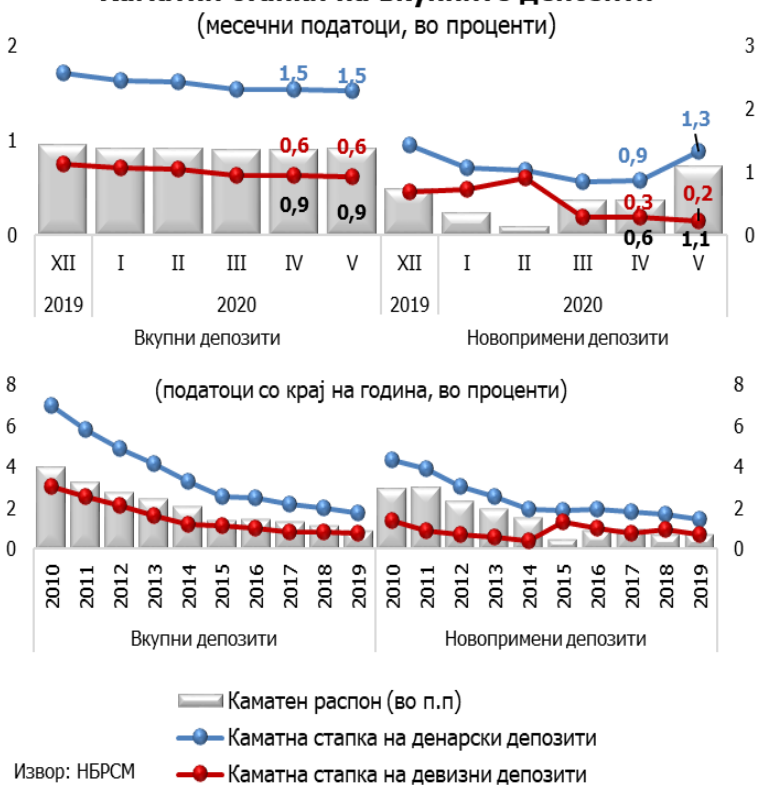 (месечни податоци, во проценти)
2 3
1,5 1,5
1,3
2
1 0,6 0,6 0,9
1
0,3 0,2
0,9 0,9
0,6 1,1
0 0
XII I II III IV V XII I II III IV V
2019 2020 2019 2020
Вкупни депозити Новопримени депозити
8 (податоци со крај на година, во проценти) 8
6 6
4 4
2 2
0 0
2010 2011 2012 2013 2014 2015 2016 2017 2018 2019 2010 2011 2012 2013 2014 2015 2016 2017 2018 2019
Вкупни депозити Новопримени депозити
Каматен распон (во п.п)
Каматна стапка на денарски депозити
Извор: НБРСМ Каматна стапка на девизни депозити